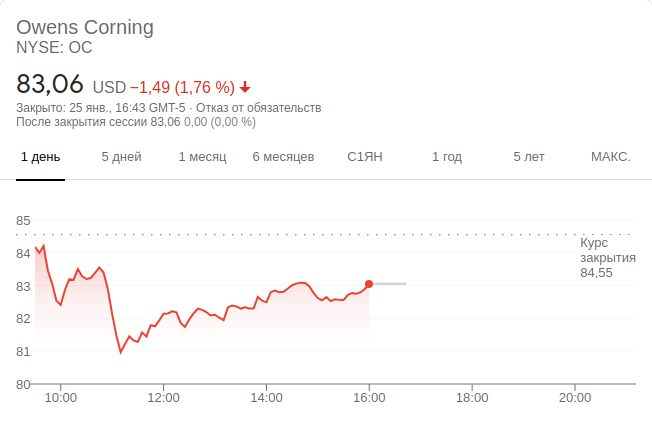 Owens Corning
NYSE: OC
83,06 USD −1,49 (1,76 %)
Закрыто: 25 янв., 16:43 GMT-5 · Отказ от обязательств
После закрытия сессии 83,06 0,00 (0,00 %)
1 день 5 дней 1 месяц 6 месяцев С1ЯН 1 год 5 лет МАКС.
85
84
83
82
81
80
Курс
закрытия
84,55
10:00 12:00 14:00 16:00 18:00 20:00